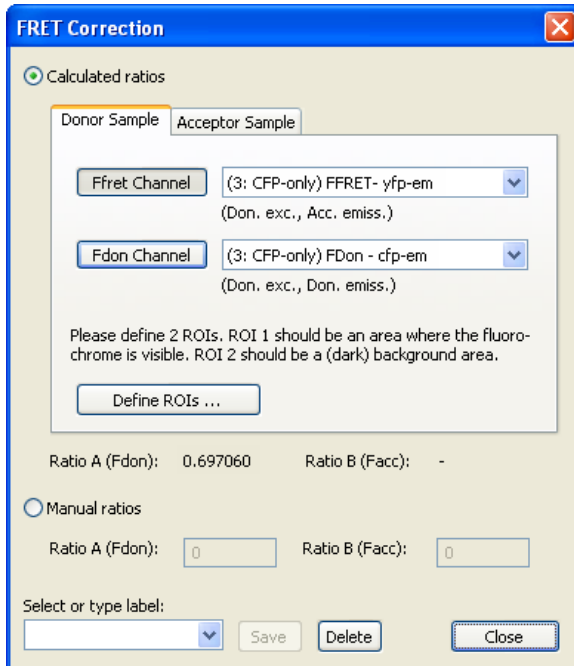 FRET Correction
Calculated ratios
Donor Sample Acceptor Sample
Ffret Channel (3: CFP-only) FFRET- yfp-em
(Don. exc., Acc. emiss.)
Fdon Channel (3: CFP-only) FDon - cfp-em
(Don. exc., Don. emiss.)
Please define 2 ROIs. ROI 1 should be an area where the fluoro-
chrome is visible. ROI 2 should be a (dark) background area.
Define ROIs ...
Ratio A (Fdon): 0.697060 Ratio B (Facc): -
Manual ratios
Ratio A (Fdon): 0 Ratio B (Facc): 0
Select or type label:
Save Delete Close